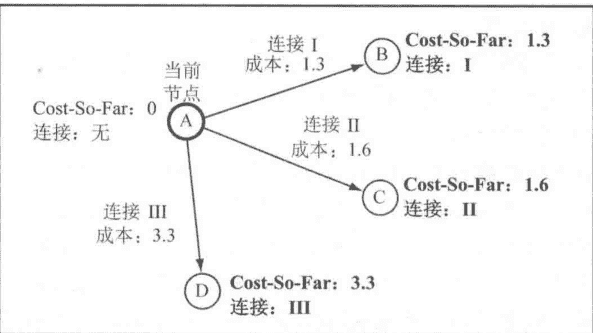 当前
节点
Cost-So-Far：0
连接：无
A
连接 I
成本：1.3
B
Cost-So-Far：1.3
连接：I
连接 II
成本：1.6
C
Cost-So-Far：1.6
连接：II
连接 III
成本：3.3
D
Cost-So-Far：3.3
连接：III